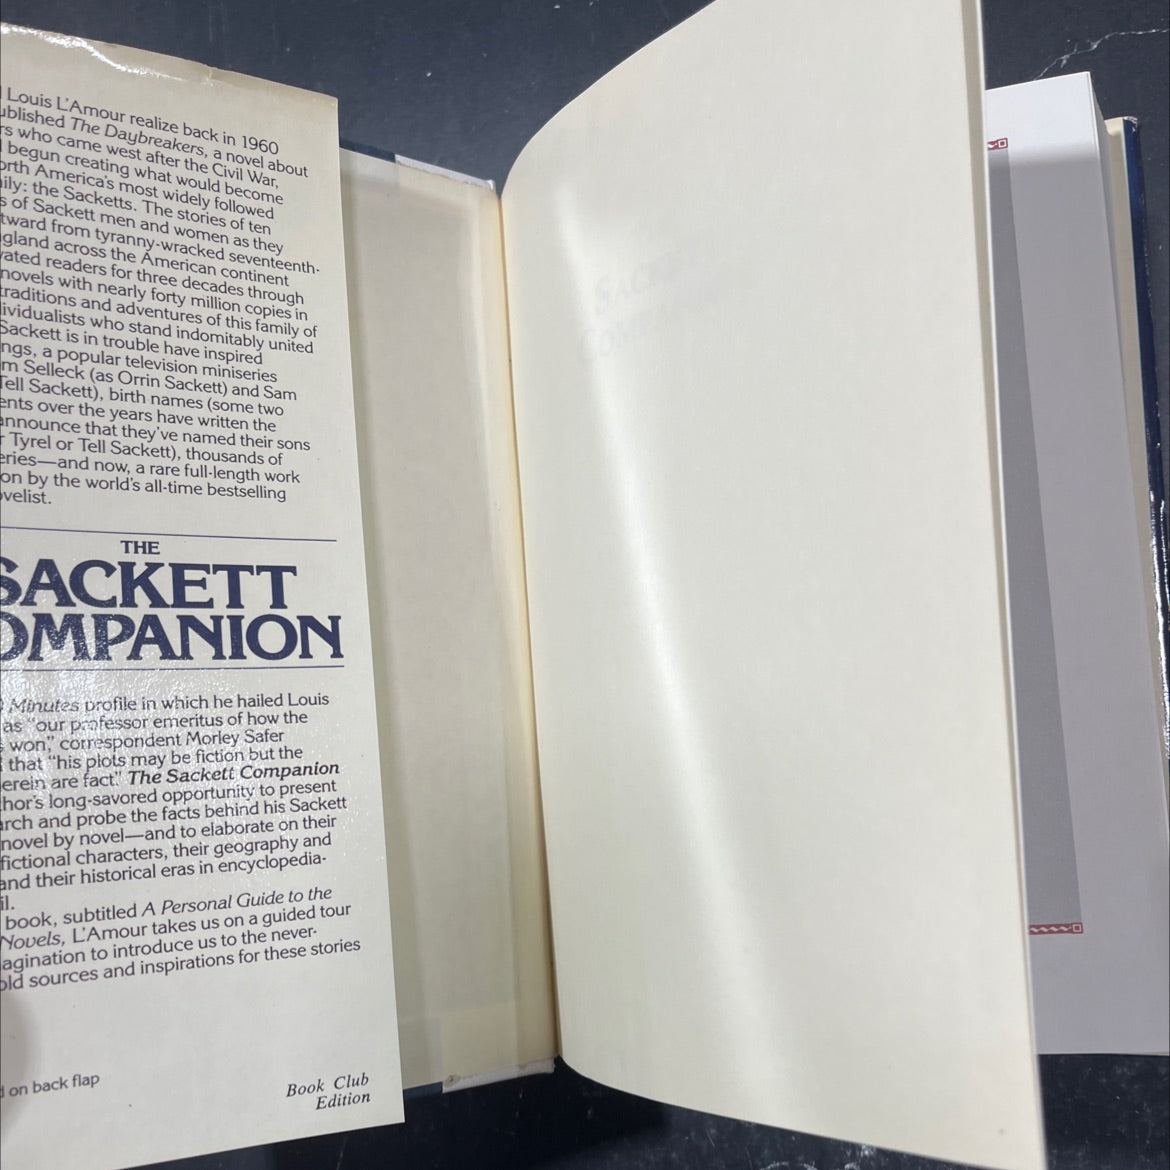 Louis L'Amour realize back in 1960
ublished The Daybreakers, a novel about
rs who came west after the Civil War,
begun creating what would become
orth America's most widely followed
ily: the Sacketts. The stories of ten
s of Sackett men and women as they
tward from tyranny-wracked seventeenth-
gland across the American continent
vated readers for three decades through
novels with nearly forty million copies in
traditions and adventures of this family of
ividualists who stand indomitably united
Sackett is in trouble have inspired
ngs, a popular television miniseries
m Selleck (as Orrin Sackett) and Sam
Tell Sackett), birth names (some two
ents over the years have written the
announce that they've named their sons
r Tyrel or Tell Sackett), thousands of
eries—and now, a rare full-length work
on by the world's all-time bestselling
velist.
THE
SACKETT
OMPANION
Minutes profile in which he hailed Louis
as "our professor emeritus of how the
won," correspondent Morley Safer
that "his plots may be fiction but the
erein are fact." The Sackett Companion
hor's long-savored opportunity to present
arch and probe the facts behind his Sackett
novel by novel—and to elaborate on their
fictional characters, their geography and
and their historical eras in encyclopedia-
il.
book, subtitled A Personal Guide to the
Novels, L'Amour takes us on a guided tour
agination to introduce us to the never-
old sources and inspirations for these stories
on back flap
Book Club
Edition
SACKETT
COMPANION